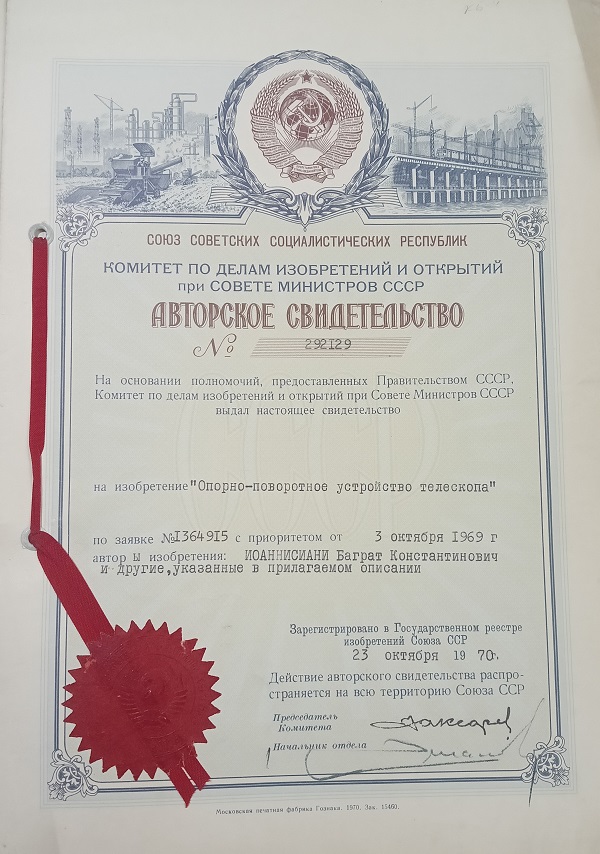 СОЮЗ СОВЕТСКИХ СОЦИАЛИСТИЧЕСКИХ РЕСПУБЛИК
КОМИТЕТ ПО ДЕЛАМ ИЗОБРЕТЕНИЙ И ОТКРЫТИЙ
при СОВЕТЕ МИНИСТРОВ СССР
АВТОРСКОЕ СВИДЕТЕЛЬСТВО
№ 292129
На основании полномочий, предоставленных Правительством СССР,
Комитет по делам изобретений и открытий при Совете Министров СССР
выдал настоящее свидетельство
на изобретение "Опорно-поворотное устройство телескопа"
по заявке № 1364915 с приоритетом от 3 октября 1969 г
автор ы изобретения: ИОАННИСИАНИ Баграт Константинович
и другие, указанные в прилагаемом описании
Зарегистрировано в Государственном реестре
изобретений Союза ССР
23 октября 1970г.
Действие авторского свидетельства распро-
страняется на всю территорию Союза ССР
Председатель
Комитета
Начальник отдела
Московская печатная фабрика Гознака. 1970. Зак. 15460.